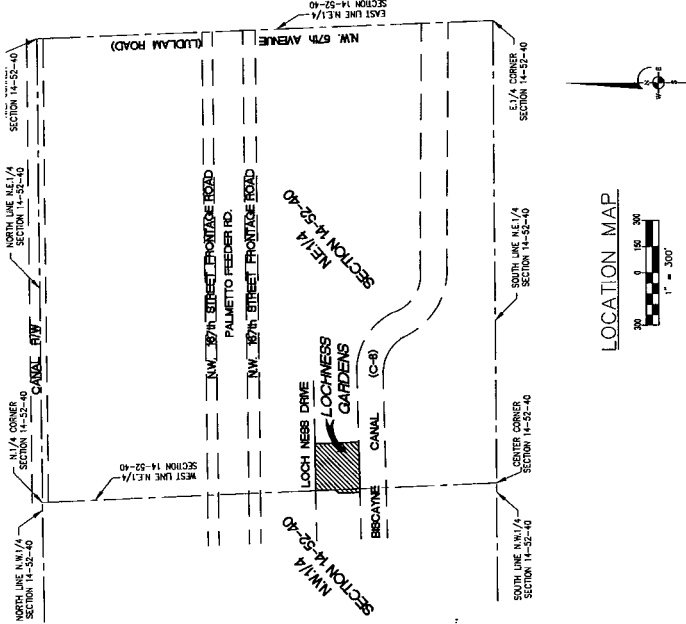 EAST LINE N.E.1/4
SECTION 14-52-40
N.W. 67th AVENUE
(LUDLAM ROAD)
SECTION 14-52-40
NORTH LINE N.E.1/4
SECTION 14-52-40
CANAL R/W
N.1/4 CORNER
SECTION 14-52-40
NORTH LINE N.W.1/4
SECTION 14-52-40
WEST LINE N.E.1/4
SECTION 14-52-40
N.W. 167th STREET FRONTAGE ROAD
PALMETTO FEEDER RD.
N.W. 167th STREET FRONTAGE ROAD
NE.1/4
SECTION 14-52-40
LOCH NESS DRIVE
LOCHNESS
GARDENS
BISCAYNE CANAL (C-8)
N.W.1/4
SECTION 14-52-40
E.1/4 CORNER
SECTION 14-52-40
SOUTH LINE N.E.1/4
SECTION 14-52-40
CENTER CORNER
SECTION 14-52-40
SOUTH LINE N.W.1/4
SECTION 14-52-40
N
W
E
S
LOCATION MAP
300 150 0 300
1" = 300'